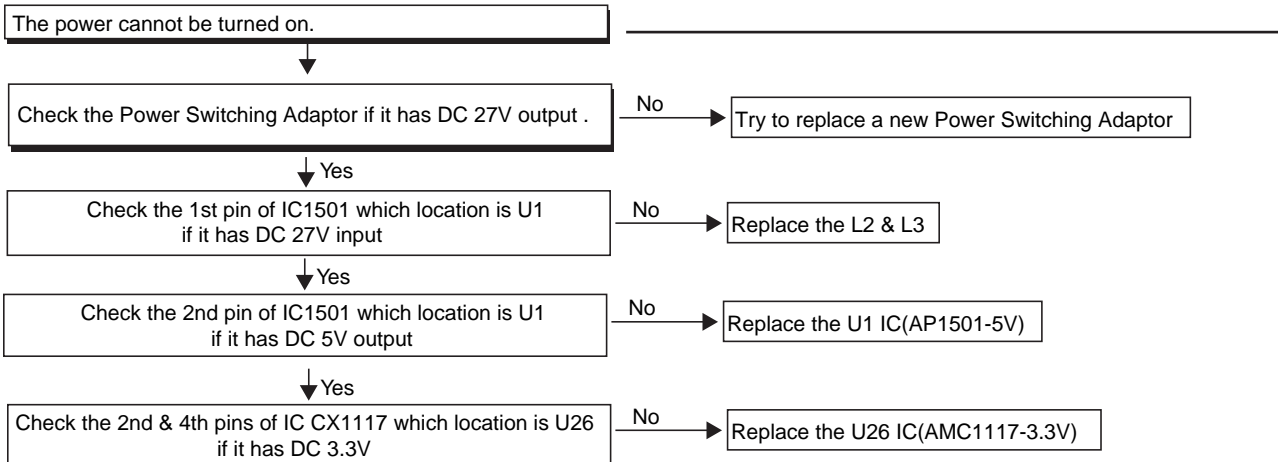 The power cannot be turned on.
Check the Power Switching Adaptor if it has DC 27V output .
No
Try to replace a new Power Switching Adaptor
Yes
Check the 1st pin of IC1501 which location is U1
if it has DC 27V input
No
Replace the L2 & L3
Yes
Check the 2nd pin of IC1501 which location is U1
if it has DC 5V output
No
Replace the U1 IC(AP1501-5V)
Yes
Check the 2nd & 4th pins of IC CX1117 which location is U26
if it has DC 3.3V
No
Replace the U26 IC(AMC1117-3.3V)